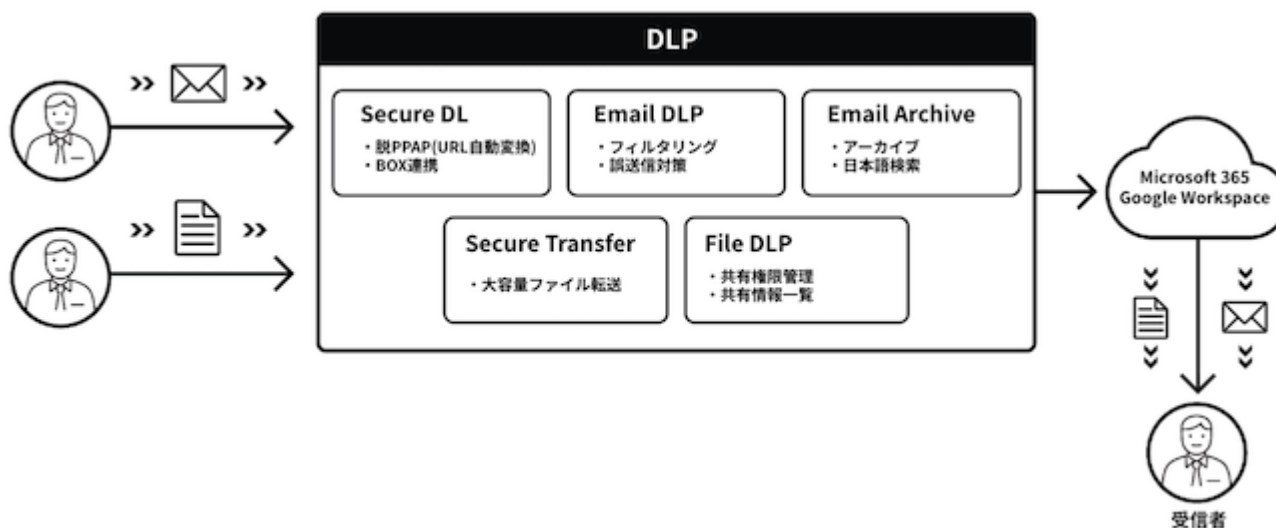 DLP
Secure DL
・脱PPAP(URL自動変換)
・BOX連携
Email DLP
・フィルタリング
・誤送信対策
Email Archive
・アーカイブ
・日本語検索
Secure Transfer
・大容量ファイル転送
File DLP
・共有権限管理
・共有情報一覧
Microsoft 365
Google Workspace
受信者